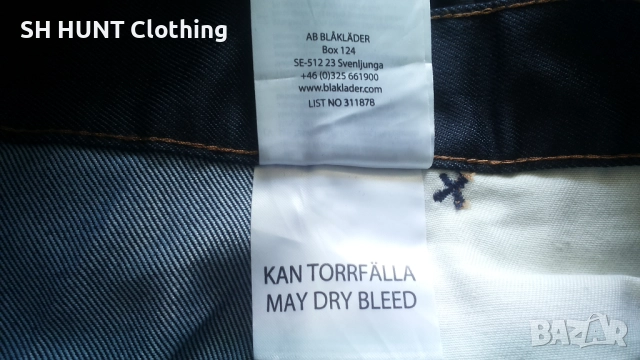 SH HUNT Clothing
AB BLÅKLÄDER
Box 124
SE-512 23 Svenljunga
+46 (0)325 661900
www.blaklader.com
LIST NO 311878
KAN TORRFÄLLA
MAY DRY BLEED
BAZAR